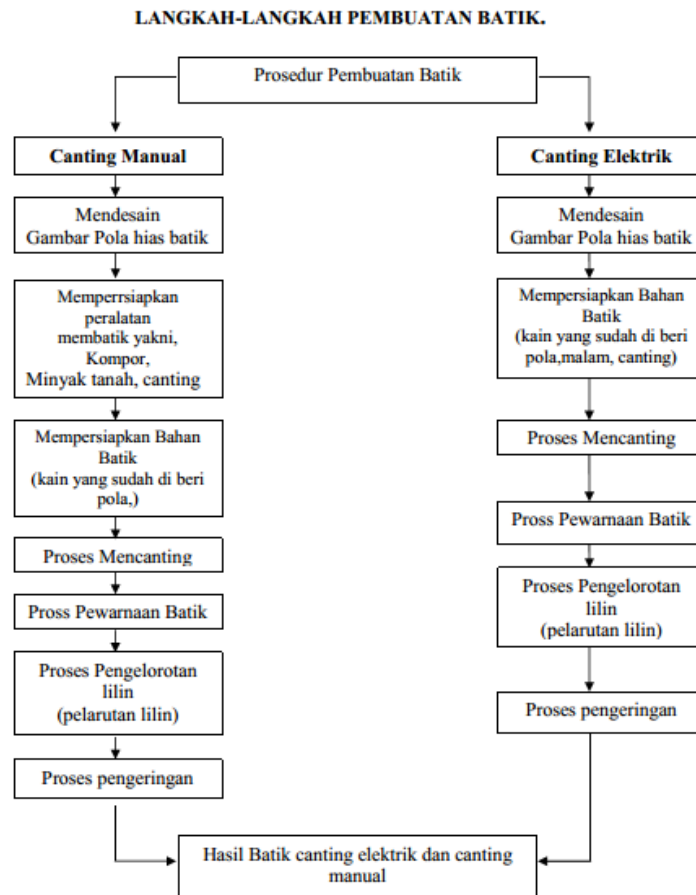 LANGKAH-LANGKAH PEMBUATAN BATIK.
Prosedur Pembuatan Batik
Canting Manual
Mendesain
Gambar Pola hias batik
Memperrsiapkan
peralatan
membatik yakni,
Kompor,
Minyak tanah, canting
Mempersiapkan Bahan
Batik
(kain yang sudah di beri
pola,)
Proses Mencanting
Pross Pewarnaan Batik
Proses Pengelorotan
lilin
(pelarutan lilin)
Proses pengeringan
Canting Elektrik
Mendesain
Gambar Pola hias batik
Mempersiapkan Bahan
Batik
(kain yang sudah di beri
pola,malam, canting)
Proses Mencanting
Pross Pewarnaan Batik
Proses Pengelorotan
lilin
(pelarutan lilin)
Proses pengeringan
Hasil Batik canting elektrik dan canting
manual